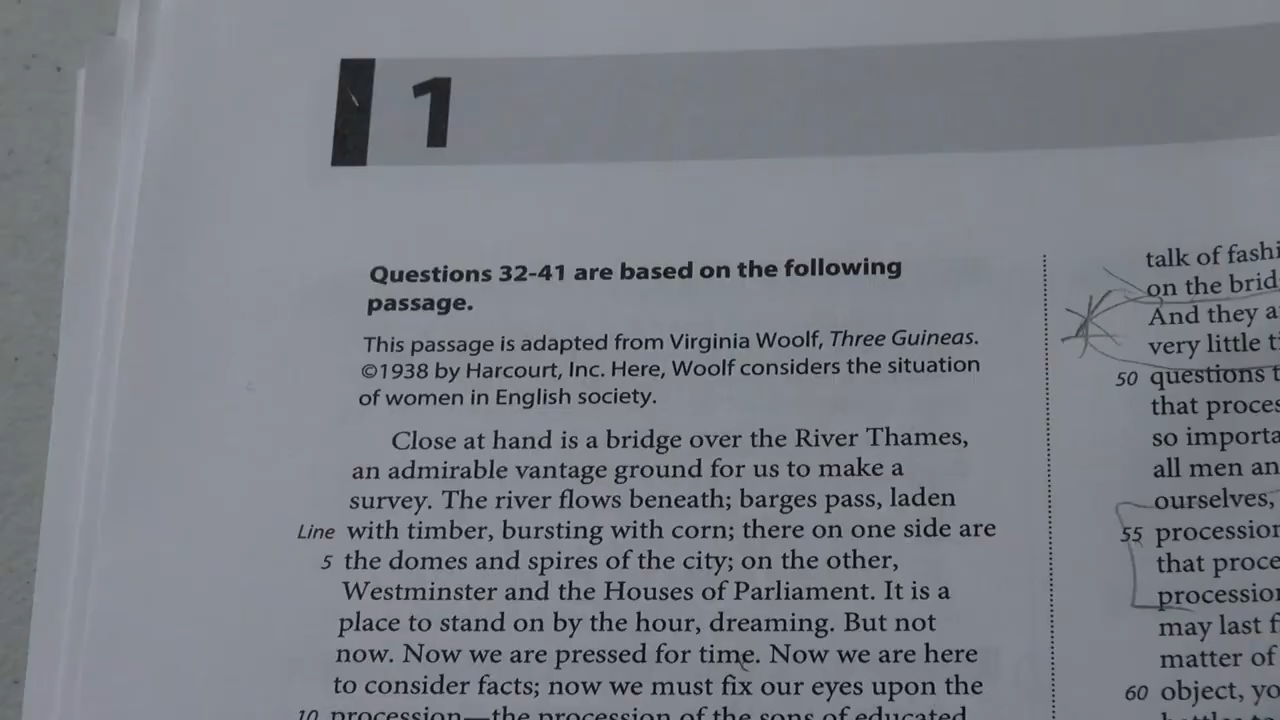 1
Questions 32-41 are based on the following
passage.
This passage is adapted from Virginia Woolf, Three Guineas.
©1938 by Harcourt, Inc. Here, Woolf considers the situation
of women in English society.
Close at hand is a bridge over the River Thames,
an admirable vantage ground for us to make a
survey. The river flows beneath; barges pass, laden
Line with timber, bursting with corn; there on one side are
5 the domes and spires of the city; on the other,
Westminster and the Houses of Parliament. It is a
place to stand on by the hour, dreaming. But not
now. Now we are pressed for time. Now we are here
to consider facts; now we must fix our eyes upon the
10 procession—the procession of the sons of educated
talk of
on the
And they
very little
50 questions
that
so
all men
ourselves,
55
that
may last
matter of
60 object,